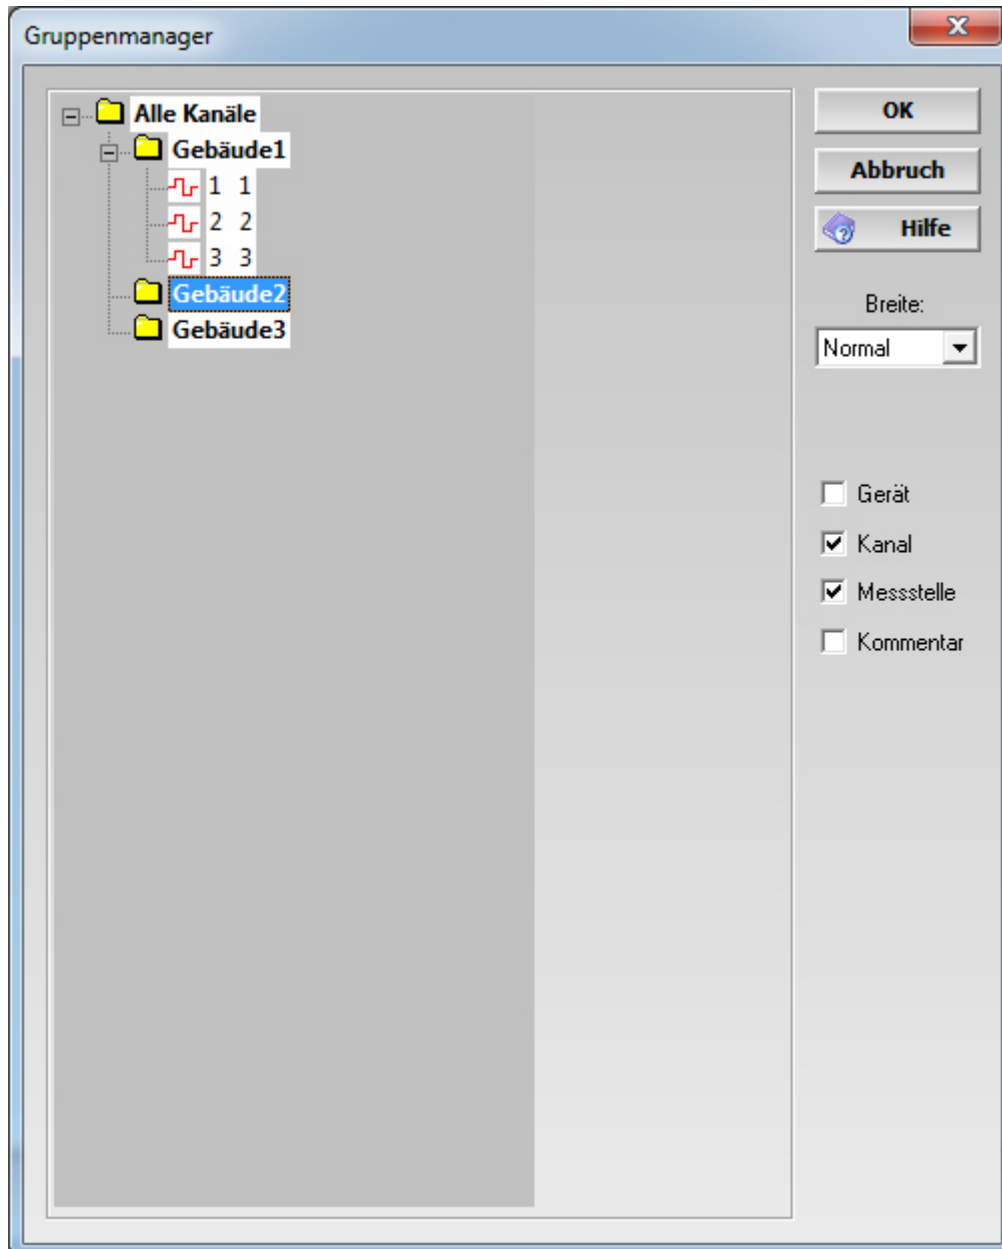 Gruppenmanager
Alle Kanäle
Gebäude1
1 1
2 2
3 3
Gebäude2
Gebäude3
OK
Abbruch
Hilfe
Breite:
Normal
Gerät
Kanal
Messstelle
Kommentar